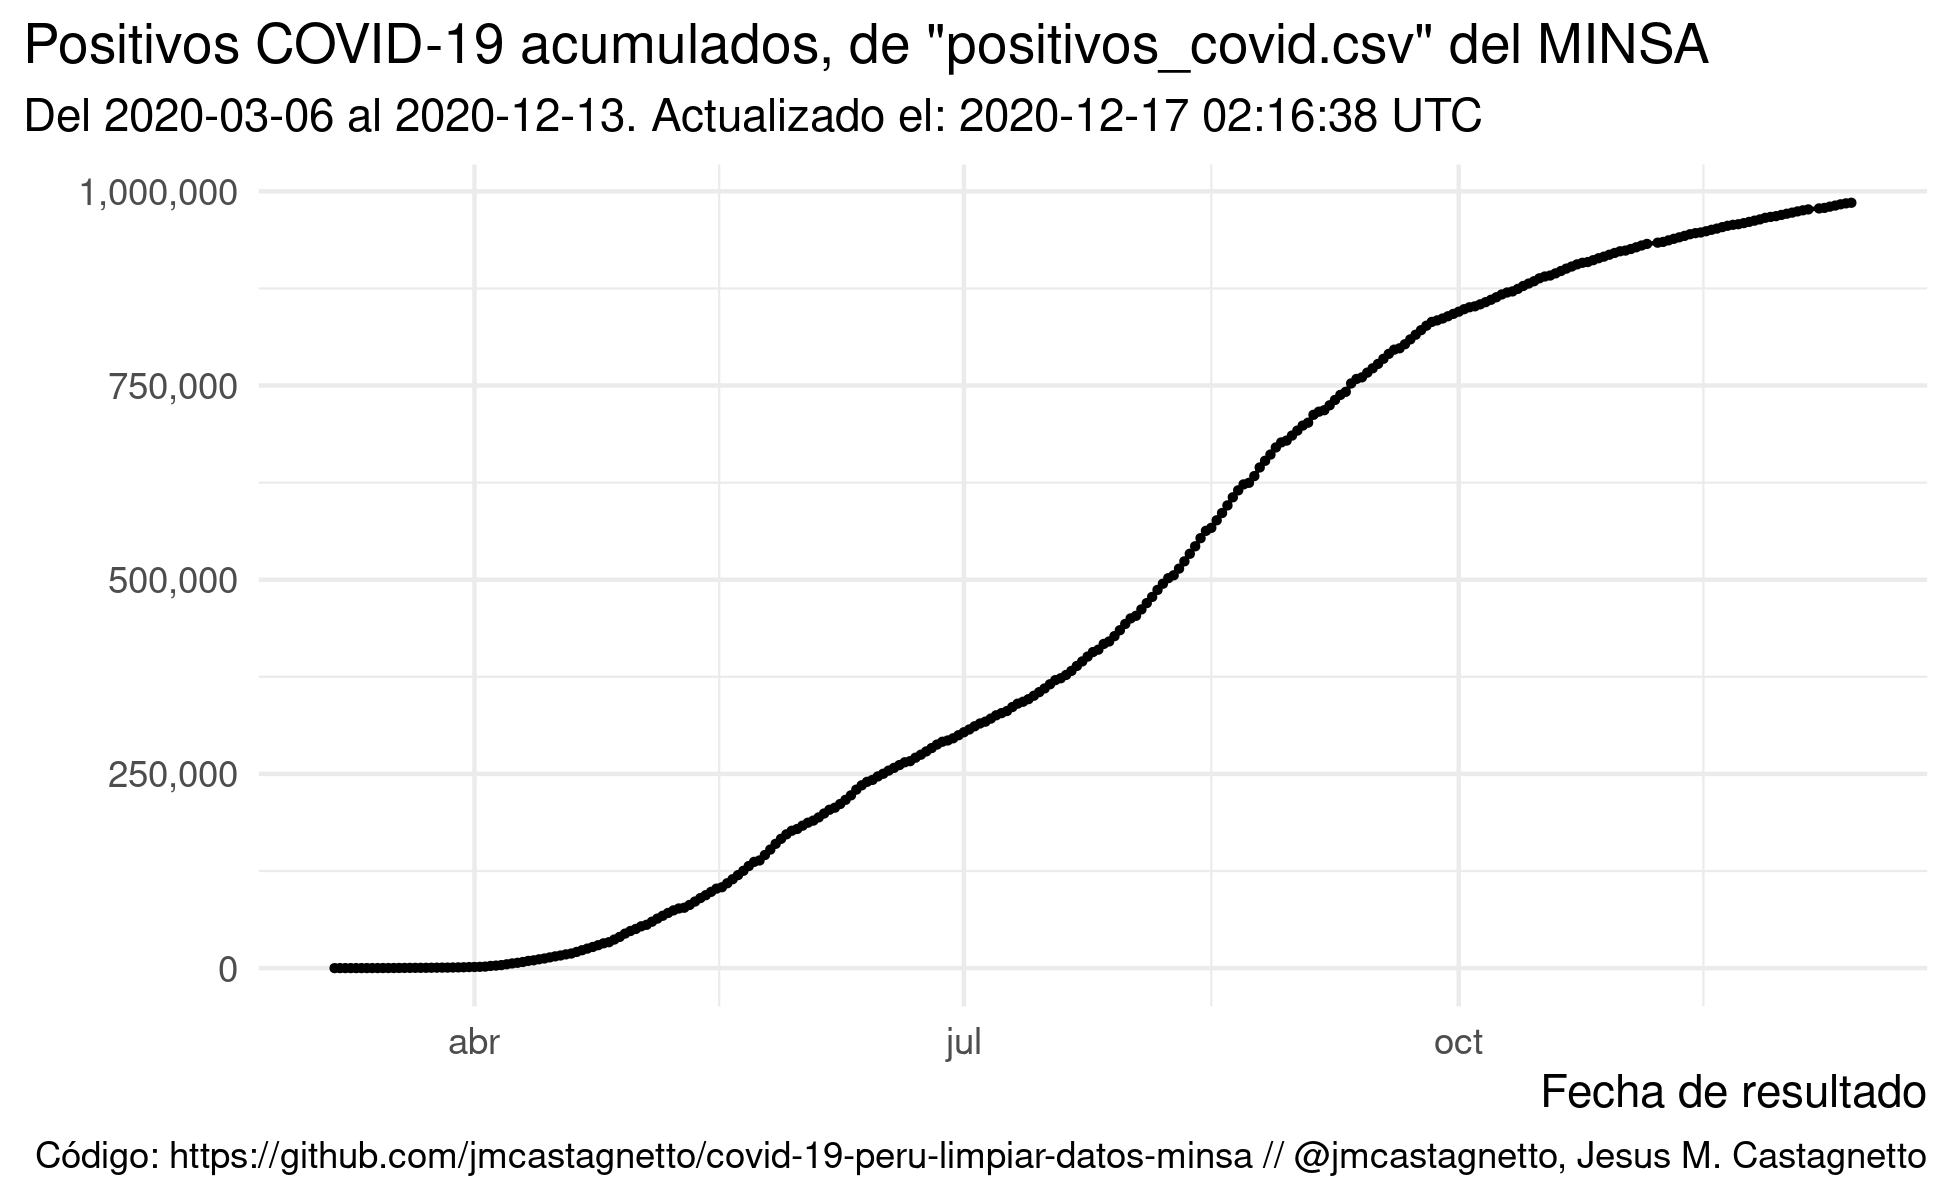 Positivos COVID-19 acumulados, de "positivos_covid.csv" del MINSA
Del 2020-03-06 al 2020-12-13. Actualizado el: 2020-12-17 02:16:38 UTC
1,000,000
750,000
500,000
250,000
0
abr jul oct
Fecha de resultado
Código: https://github.com/jmcastagnetto/covid-19-peru-limpiar-datos-minsa // @jmcastagnetto, Jesus M. Castagnetto